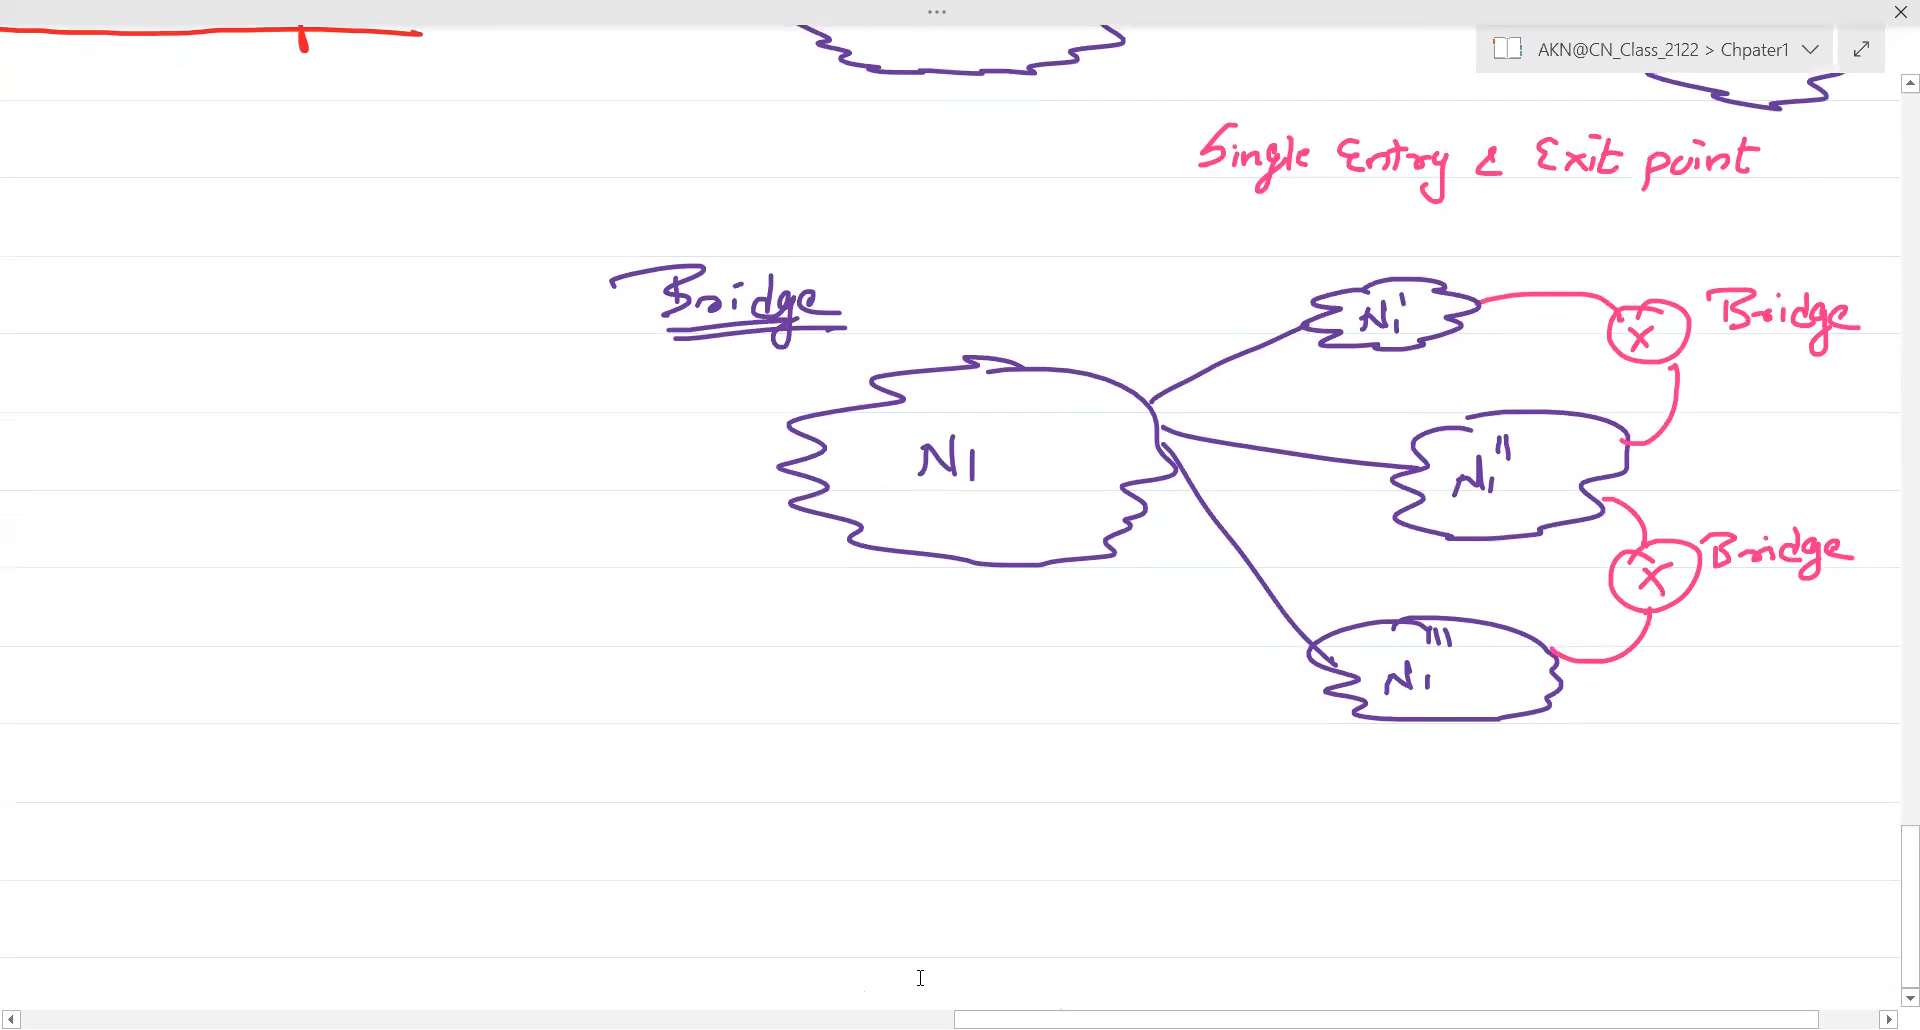 AKN@CN_Class_2122 > Chpater1
Single Entry & Exit point
Bridge
N1' Bridge
N1
N1"
Bridge
N1'''